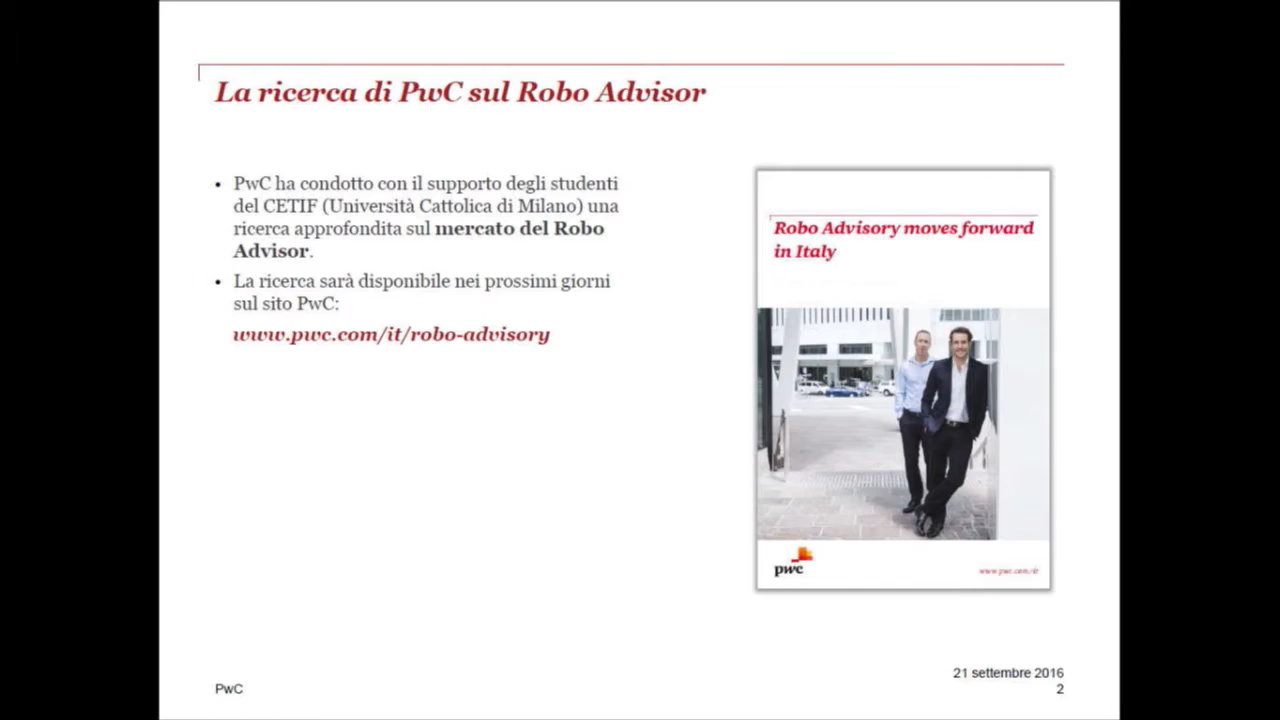 La ricerca di PwC sul Robo Advisor
• PwC ha condotto con il supporto degli studenti
del CETIF (Università Cattolica di Milano) una
ricerca approfondita sul mercato del Robo
Advisor.
• La ricerca sarà disponibile nei prossimi giorni
sul sito PwC:
www.pwc.com/it/robo-advisory
Robo Advisory moves forward
in Italy
pwc
www.pwc.com/it
21 settembre 2016
PwC
2